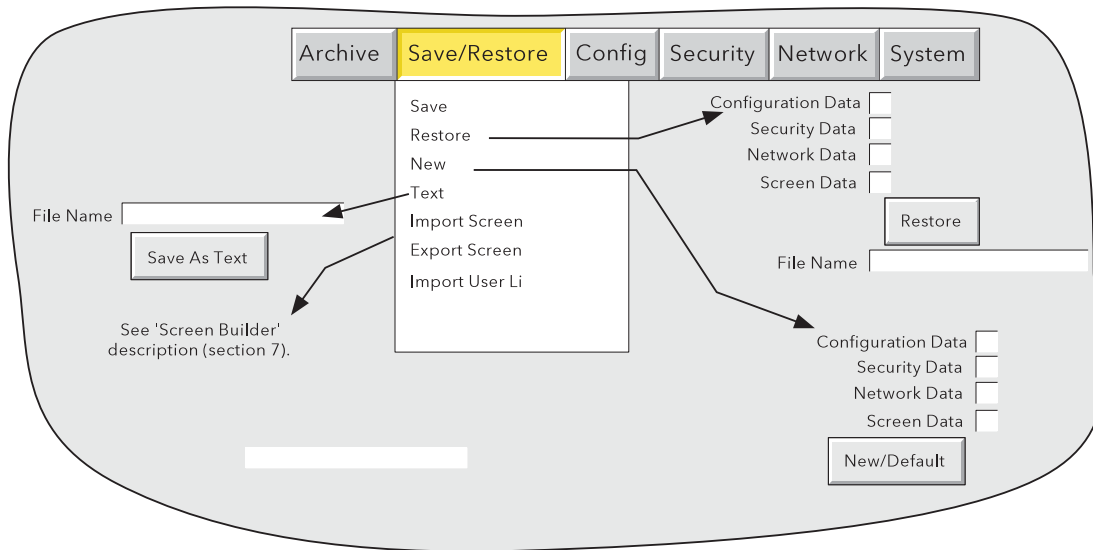 Archive Save/Restore Config Security Network System
Save
Restore
New
Text
Import Screen
Export Screen
Import User Li
File Name
Save As Text
See 'Screen Builder'
description (section 7).
Configuration Data
Security Data
Network Data
Screen Data
Restore
File Name
Configuration Data
Security Data
Network Data
Screen Data
New/Default